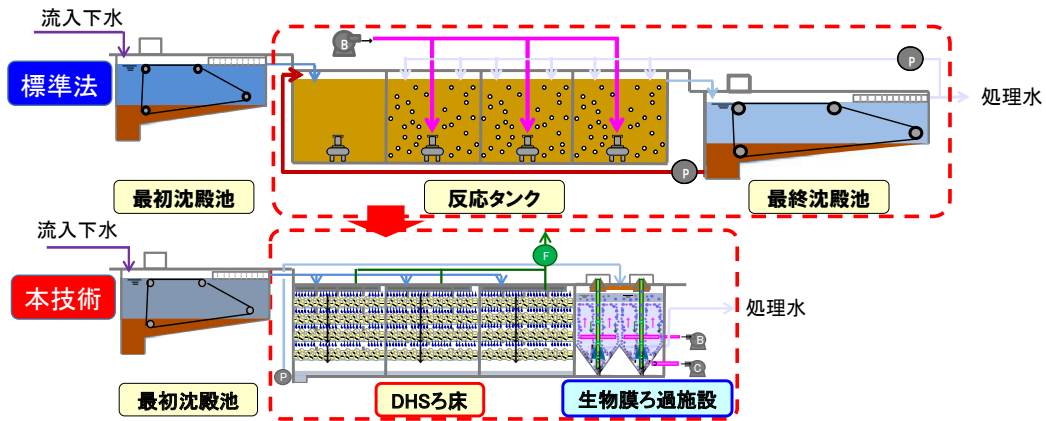 流入下水
標準法
B
P
処理水
P
最初沈殿池
反応タンク
最終沈殿池
流入下水
本技術
F
処理水
B
P
C
最初沈殿池
DHSろ床
生物膜ろ過施設